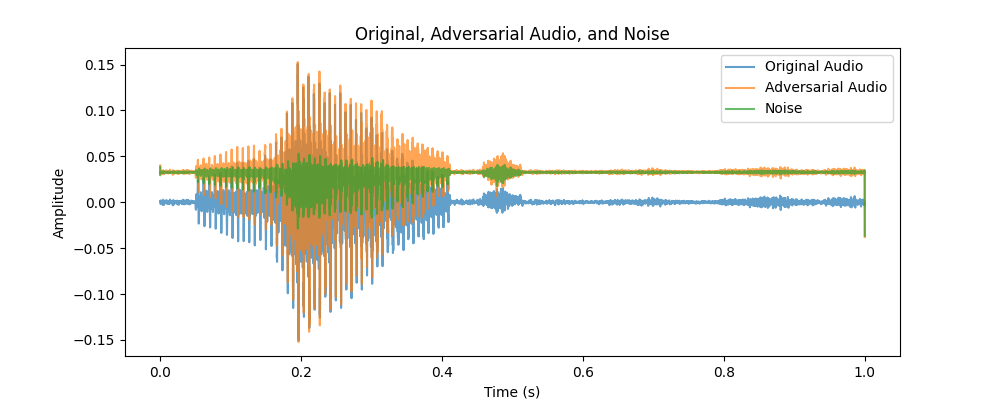 Original, Adversarial Audio, and Noise
Original Audio
Adversarial Audio
Noise
Amplitude
0.15
0.10
0.05
0.00
−0.05
−0.10
−0.15
0.0 0.2 0.4 0.6 0.8 1.0
Time (s)